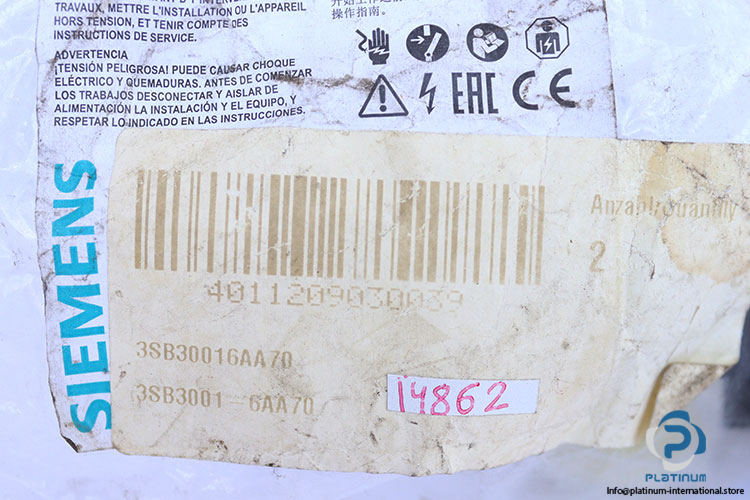 TRAVAUX, METTRE L'INSTALLATION OU L'APPAREIL
HORS TENSION, ET TENIR COMPTE DES
INSTRUCTIONS DE SERVICE.
操作指南。
ADVERTENCIA
¡TENSIÓN PELIGROSA! PUEDE CAUSAR CHOQUE
ELÉCTRICO Y QUEMADURAS. ANTES DE COMENZAR
LOS TRABAJOS DESCONECTAR Y AISLAR DE
ALIMENTACIÓN LA INSTALACIÓN Y EL EQUIPO, Y
RESPETAR LO INDICADO EN LAS INSTRUCCIONES.
EAC CE
SIEMENS
Anzahl/quantity
2
4011209030039
3SB30016AA70
3SB3001-6AA70
14862
PLATINUM
Info@platinum-international.store